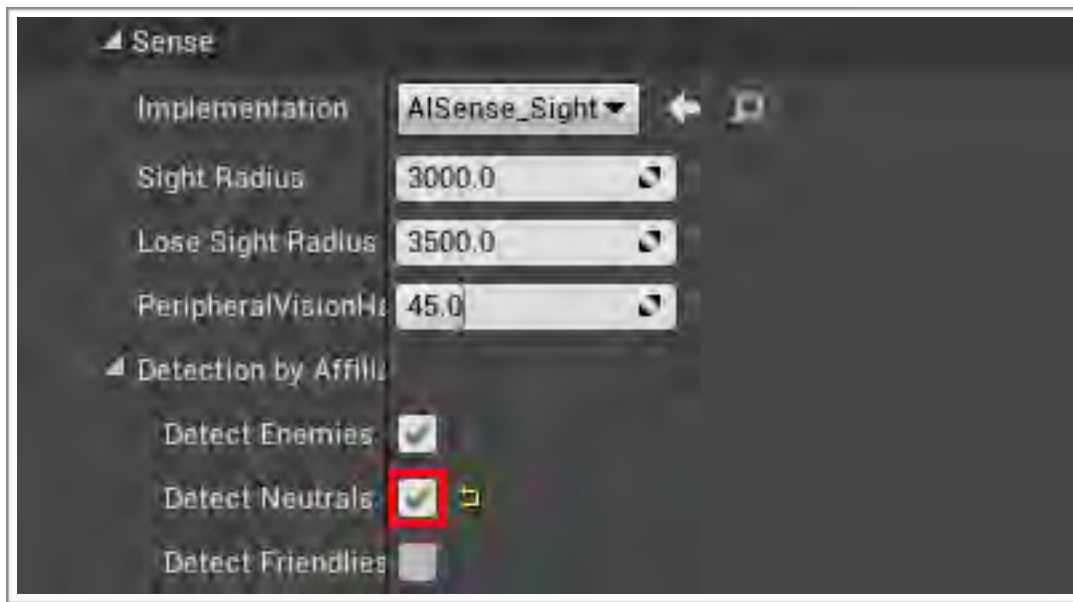 Sense
Implementation AISense_Sight
Sight Radius 3000.0
Lose Sight Radius 3500.0
PeripheralVisionHa 45.0
Detection by Affilia
Detect Enemies
Detect Neutrals
Detect Friendlies